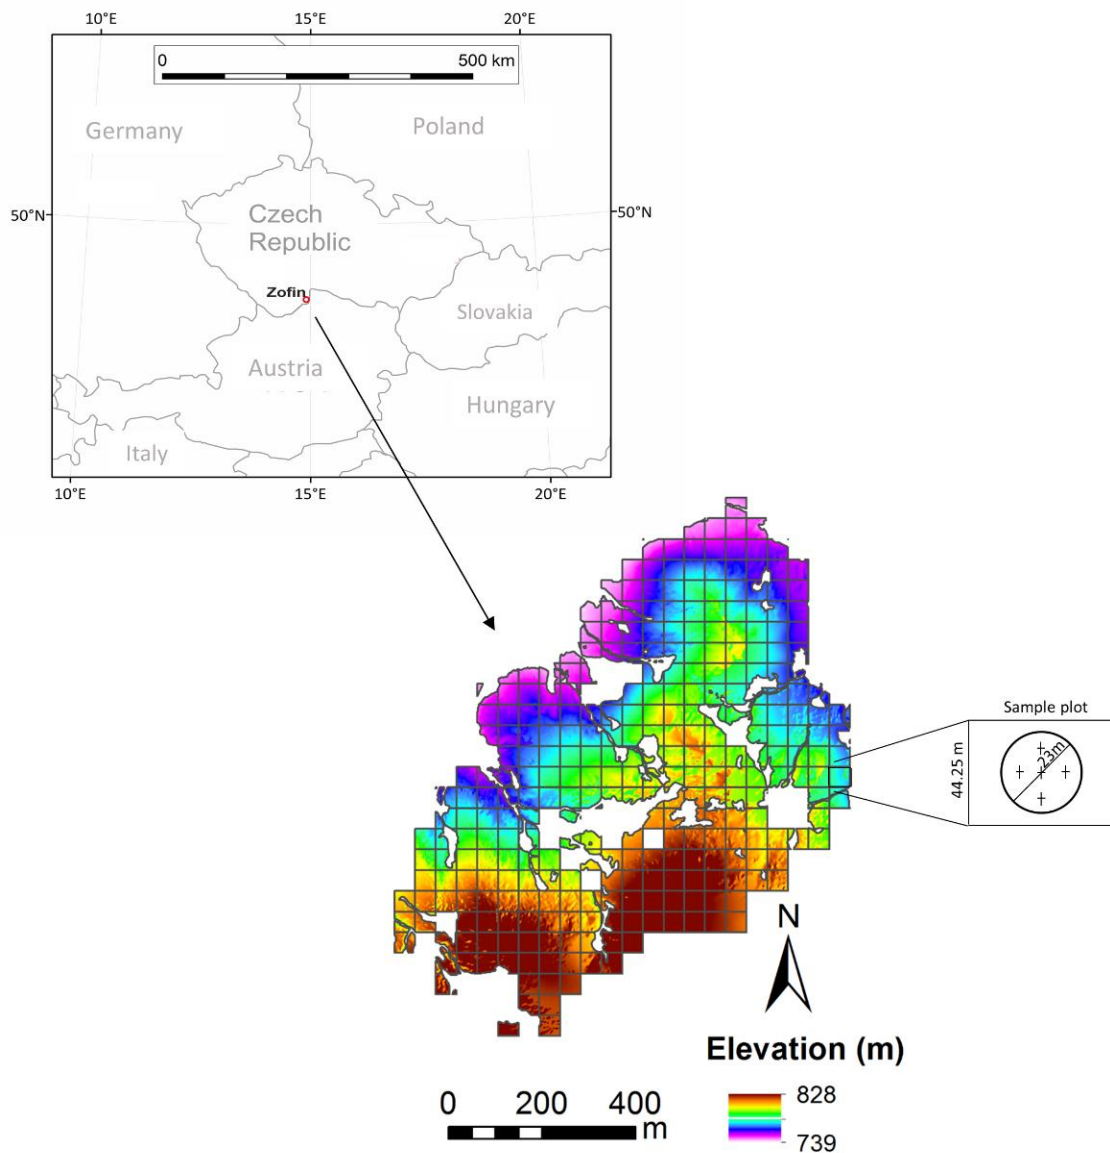 10°E 15°E 20°E
0 500 km
Germany
Poland
50°N
50°N
Czech
Republic
Zofin
Slovakia
Austria
Hungary
Italy
10°E 15°E 20°E
Sample plot
44.25 m
23m
N
Elevation (m)
828
739
0 200 400
m